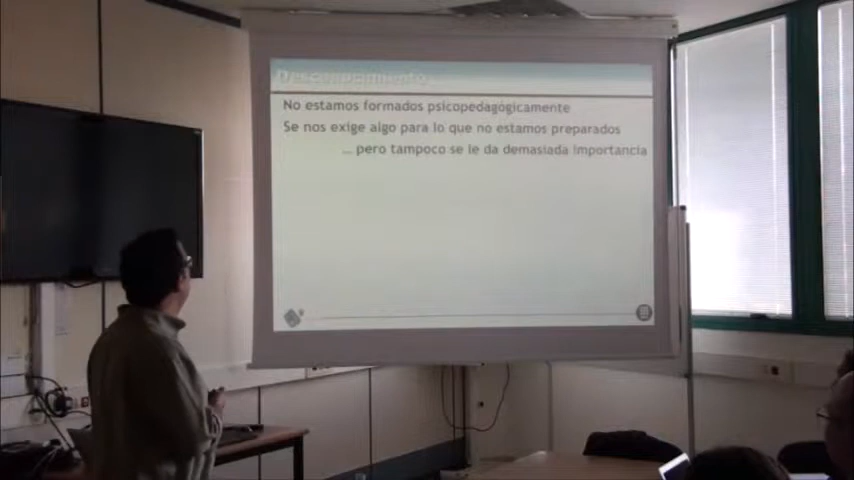 Desconocimiento
No estamos formados psicopedagógicamente
Se nos exige algo para lo que no estamos preparados
... pero tampoco se le da demasiada importancia